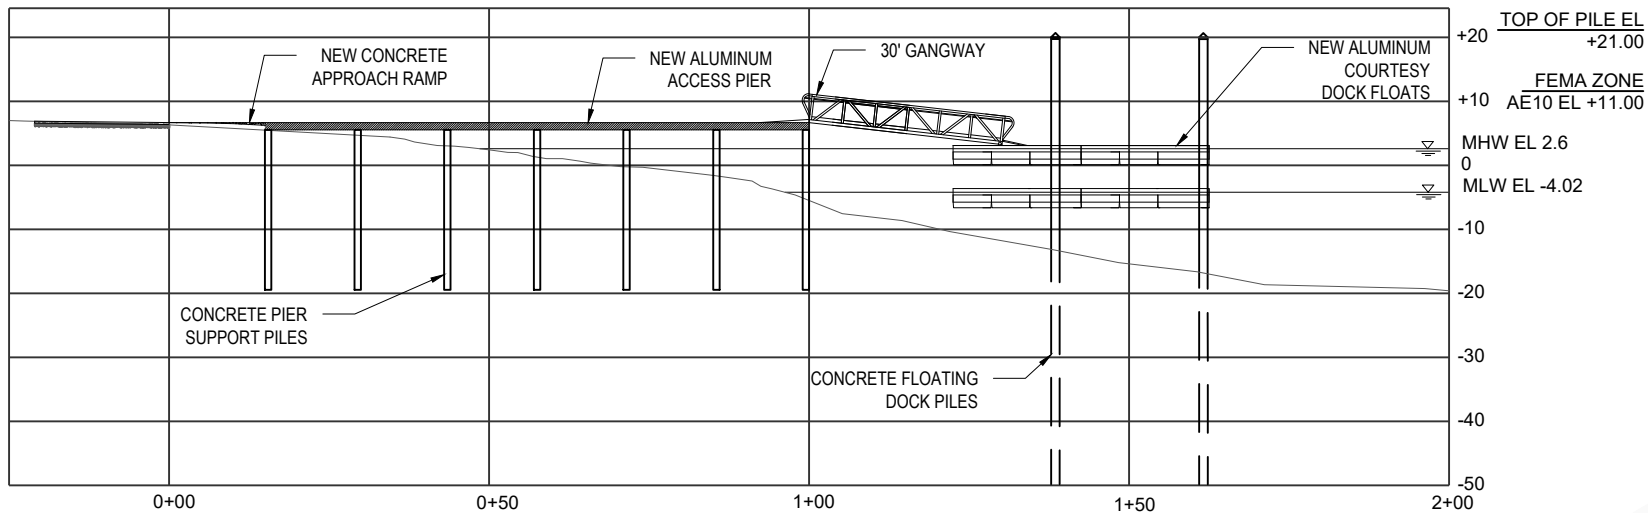 NEW CONCRETE
APPROACH RAMP
NEW ALUMINUM
ACCESS PIER
30' GANGWAY
NEW ALUMINUM
COURTESY
DOCK FLOATS
TOP OF PILE EL
+21.00
FEMA ZONE
AE10 EL +11.00
+20
+10
MHW EL 2.6
0
MLW EL -4.02
-10
-20
-30
-40
-50
CONCRETE PIER
SUPPORT PILES
CONCRETE FLOATING
DOCK PILES
0+00
0+50
1+00
1+50
2+00